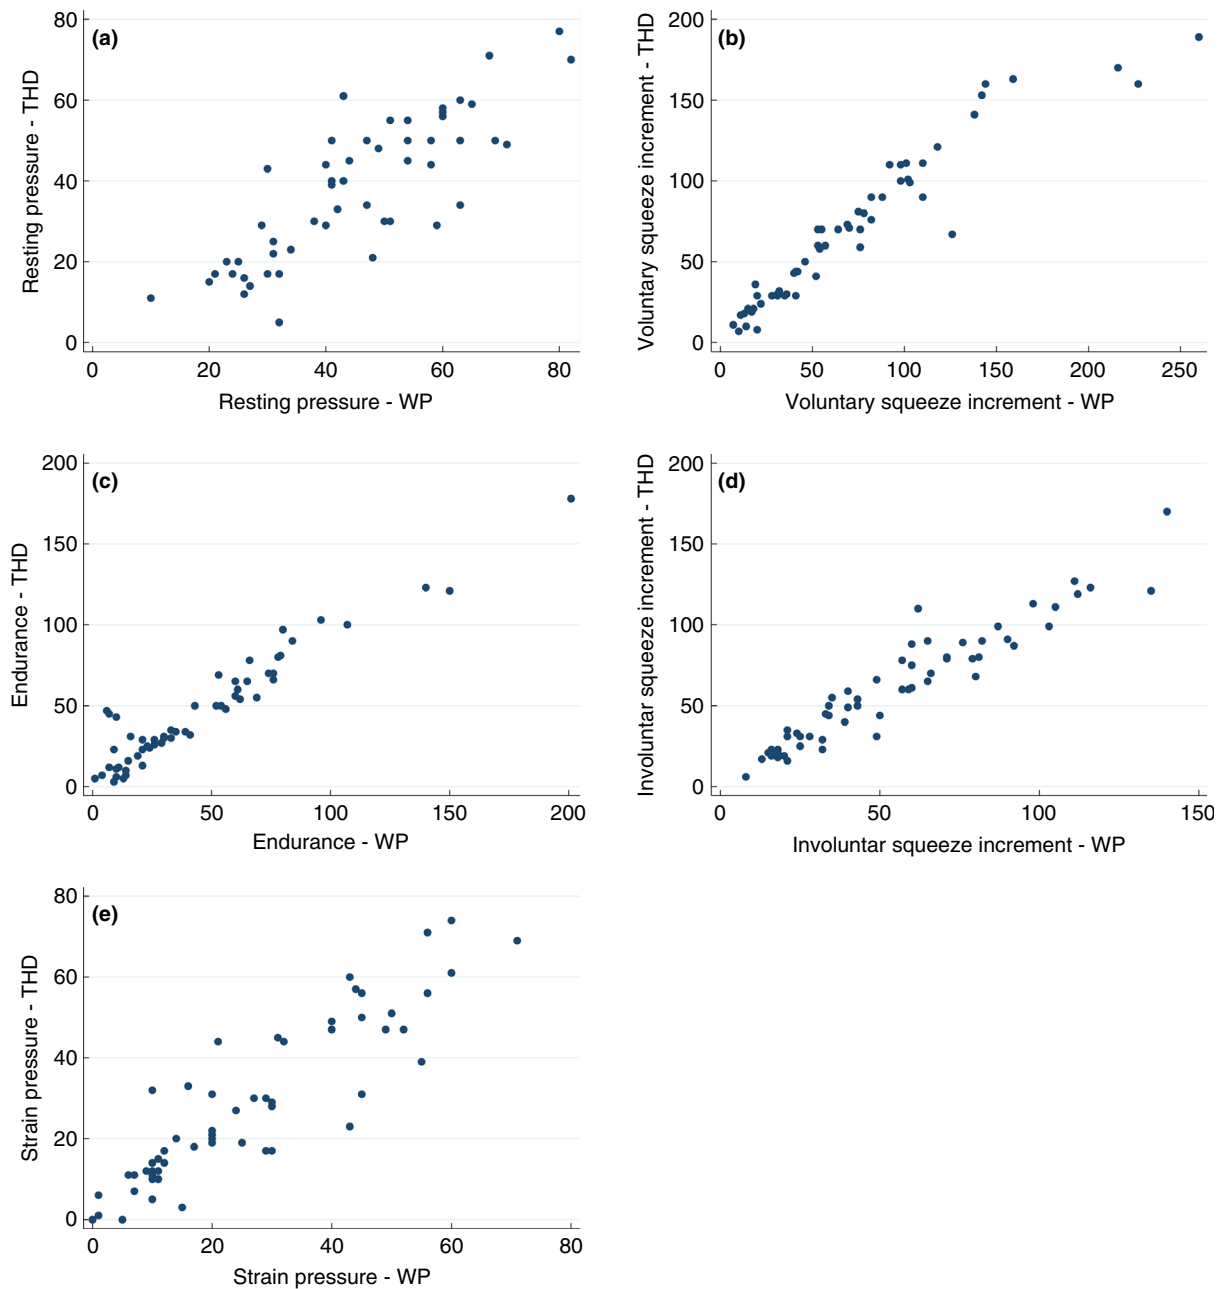 (a)
Resting pressure - THD
80
60
40
20
0
0 20 40 60 80
Resting pressure - WP
(b)
Voluntary squeeze increment - THD
200
150
100
50
0
0 50 100 150 200 250
Voluntary squeeze increment - WP
(c)
Endurance - THD
200
150
100
50
0
0 50 100 150 200
Endurance - WP
(d)
Involuntar squeeze increment - THD
200
150
100
50
0
0 50 100 150
Involuntar squeeze increment - WP
(e)
Strain pressure - THD
80
60
40
20
0
0 20 40 60 80
Strain pressure - WP